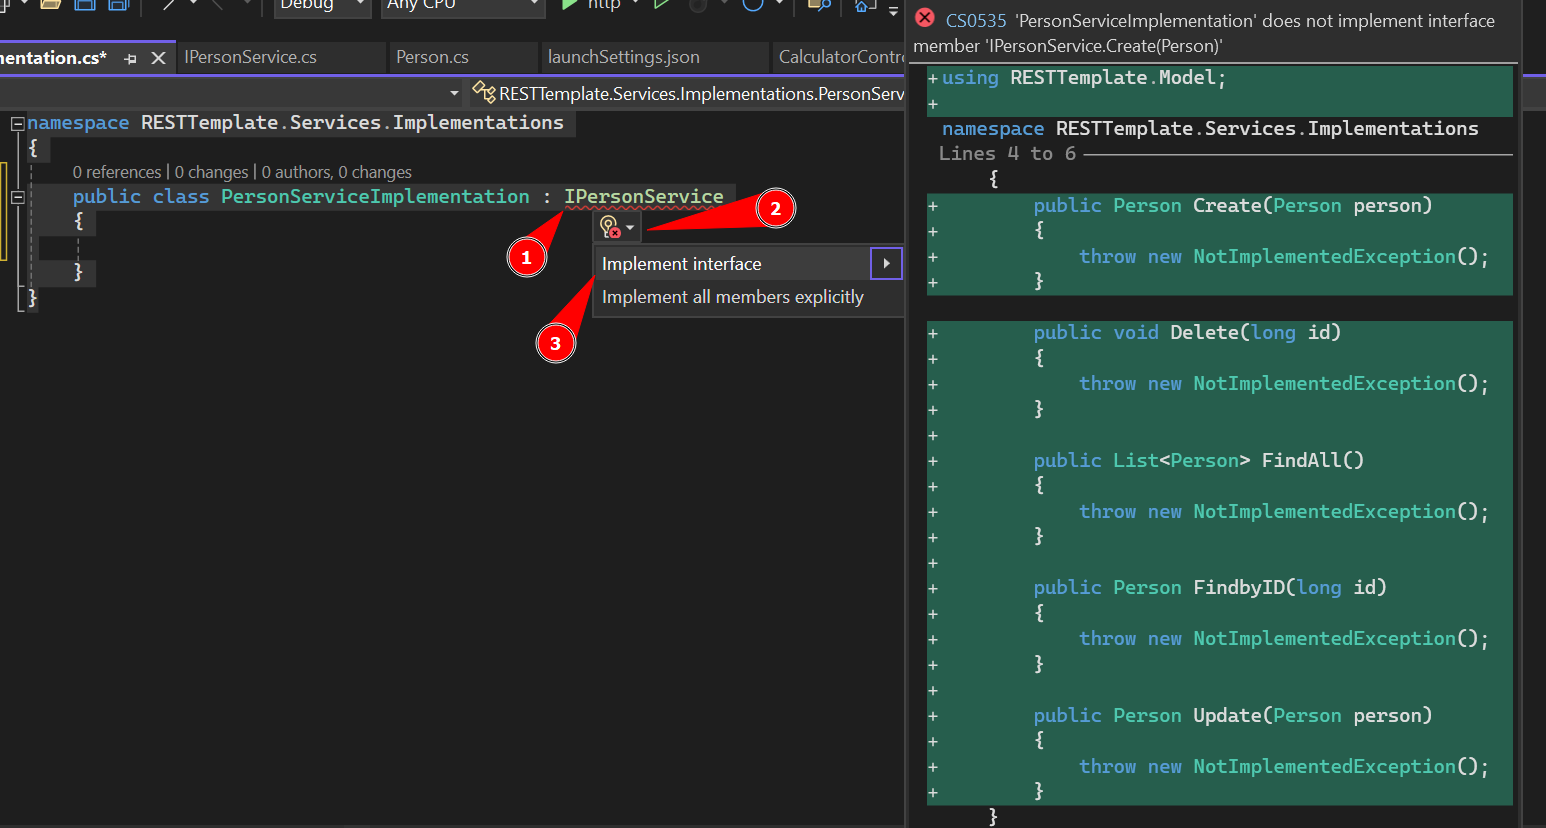 Debug
Any CPU
http
mentation.cs*
IPersonService.cs
Person.cs
launchSettings.json
CalculatorContro
RESTTemplate.Services.Implementations.PersonServ
namespace RESTTemplate.Services.Implementations
{
0 references | 0 changes | 0 authors, 0 changes
public class PersonServiceImplementation : IPersonService
{
}
}
1
2
3
Implement interface
Implement all members explicitly
CS0535 'PersonServiceImplementation' does not implement interface
member 'IPersonService.Create(Person)'
+using RESTTemplate.Model;
+
namespace RESTTemplate.Services.Implementations
Lines 4 to 6
{
+ public Person Create(Person person)
+ {
+ throw new NotImplementedException();
+ }
+ public void Delete(long id)
+ {
+ throw new NotImplementedException();
+ }
+
+ public List<Person> FindAll()
+ {
+ throw new NotImplementedException();
+ }
+
+ public Person FindbyID(long id)
+ {
+ throw new NotImplementedException();
+ }
+
+ public Person Update(Person person)
+ {
+ throw new NotImplementedException();
+ }
}